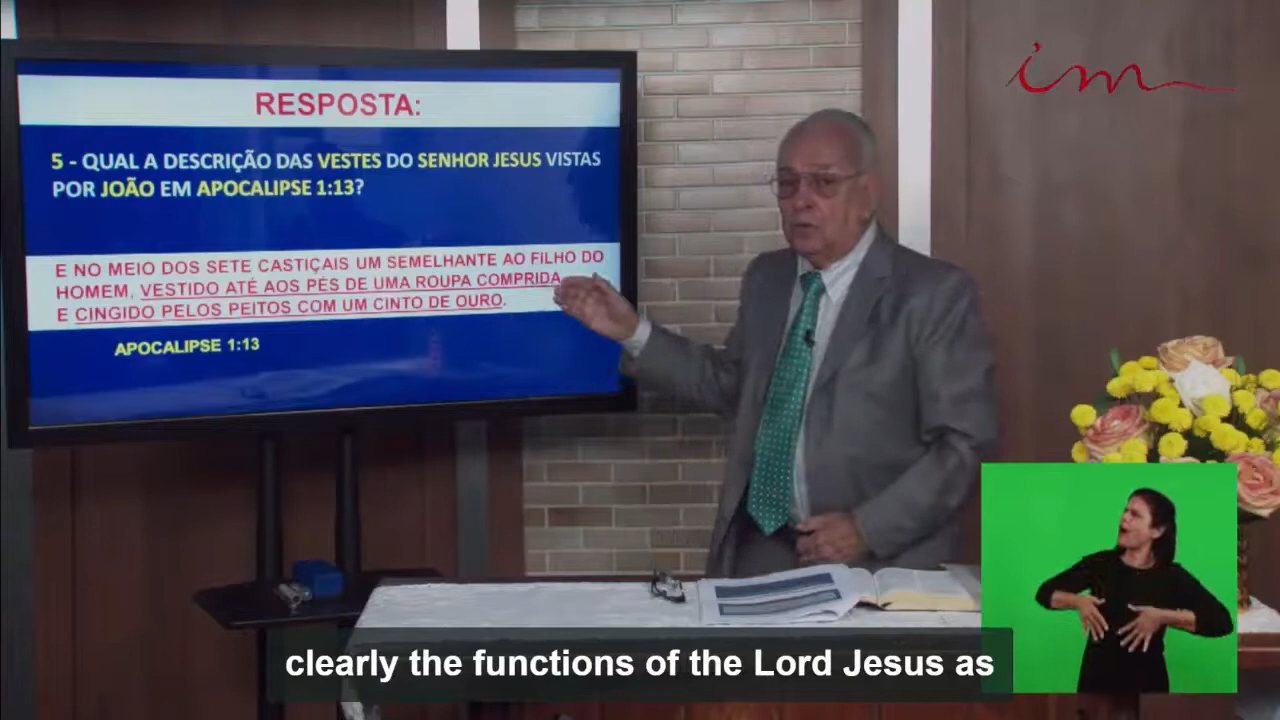 im
RESPOSTA:
5 - QUAL A DESCRIÇÃO DAS VESTES DO SENHOR JESUS VISTAS
POR JOÃO EM APOCALIPSE 1:13?
E NO MEIO DOS SETE CASTIÇAIS UM SEMELHANTE AO FILHO DO
HOMEM, VESTIDO ATÉ AOS PÉS DE UMA ROUPA COMPRIDA
E CINGIDO PELOS PEITOS COM UM CINTO DE OURO.
APOCALIPSE 1:13
clearly the functions of the Lord Jesus as